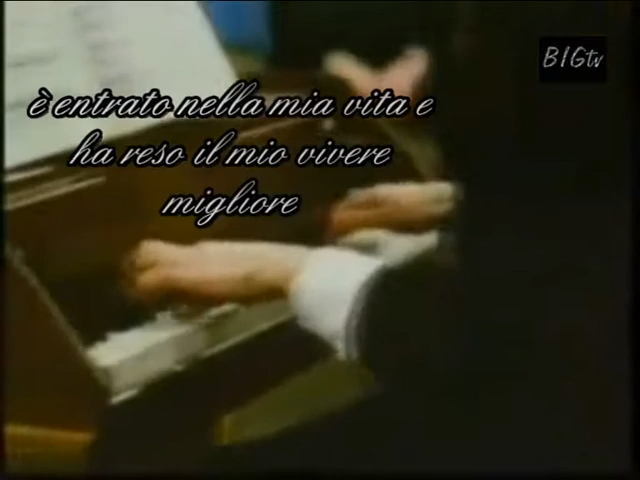 BIGtv
è entrato nella mia vita e
ha reso il mio vivere
migliore